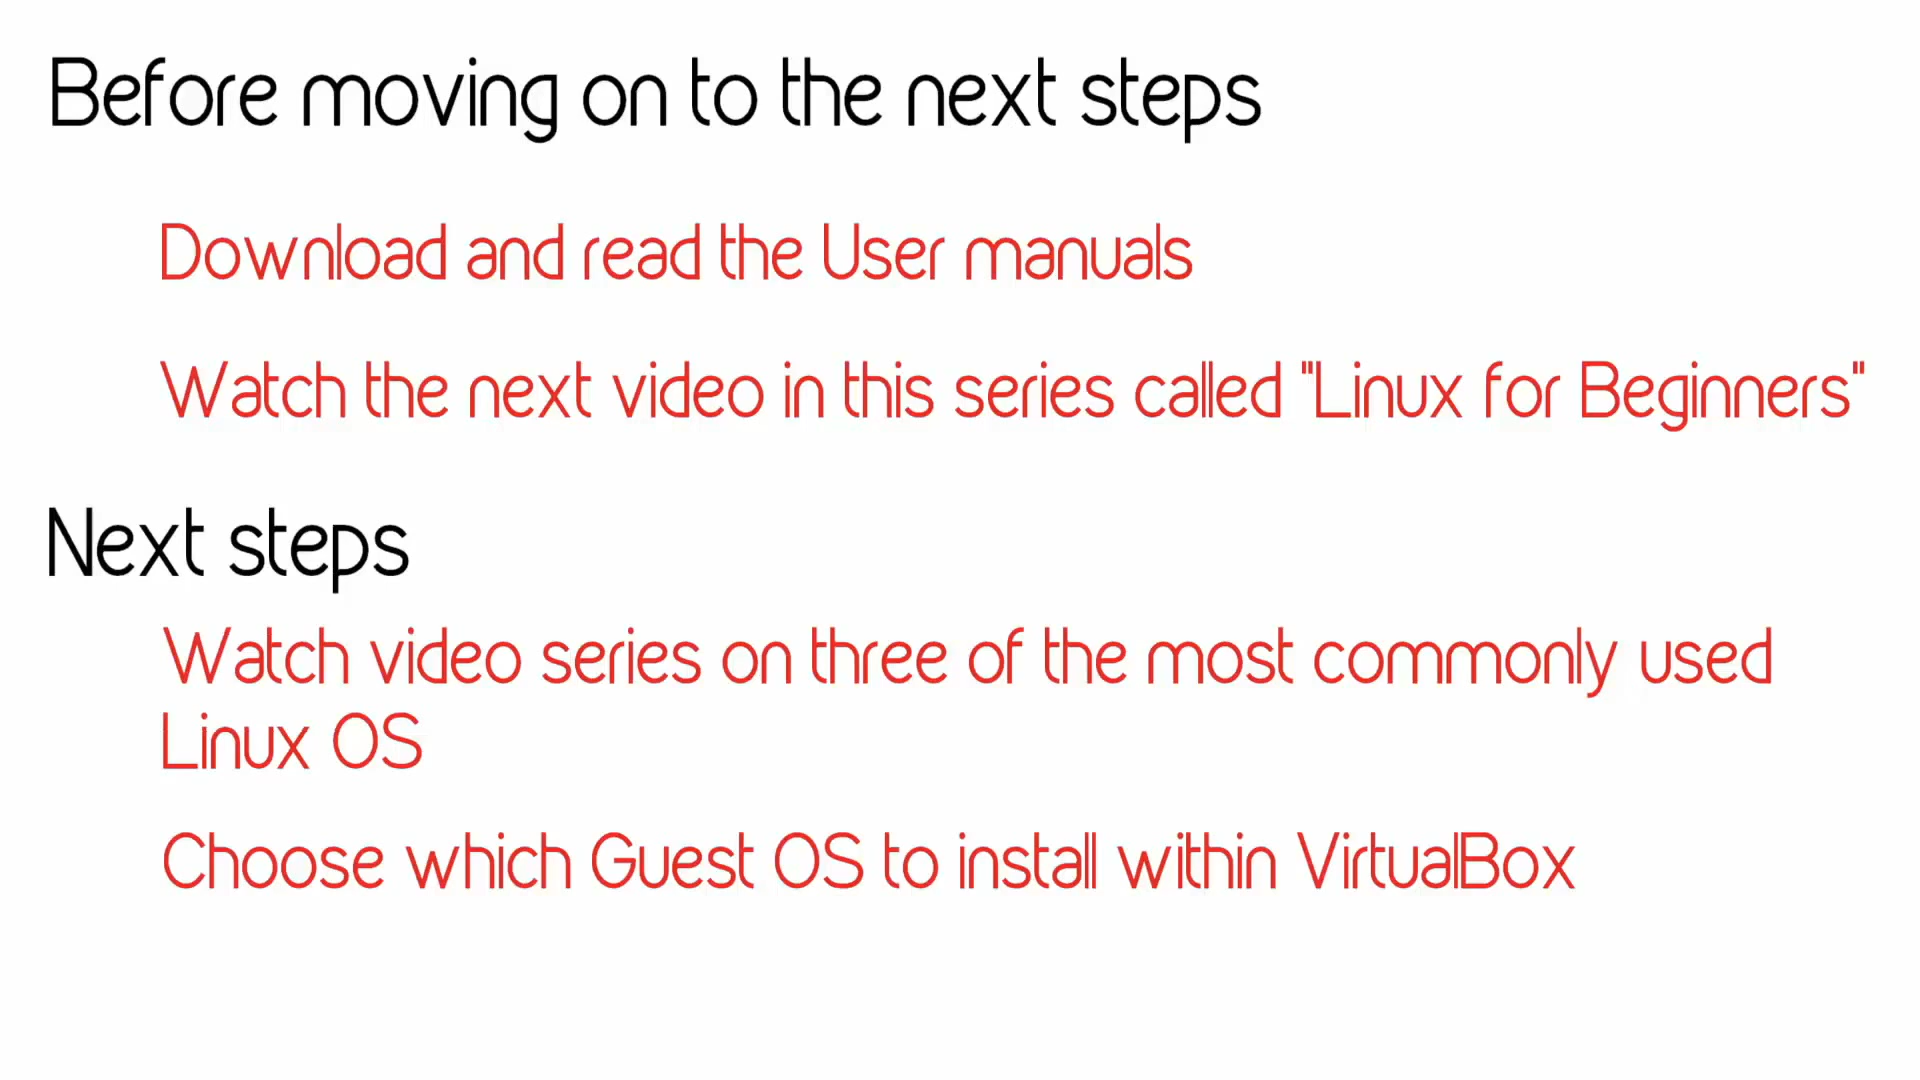 Before moving on to the next steps
Download and read the User manuals
Watch the next video in this series called "Linux for Beginners"
Next steps
Watch video series on three of the most commonly used
Linux OS
Choose which Guest OS to install within VirtualBox